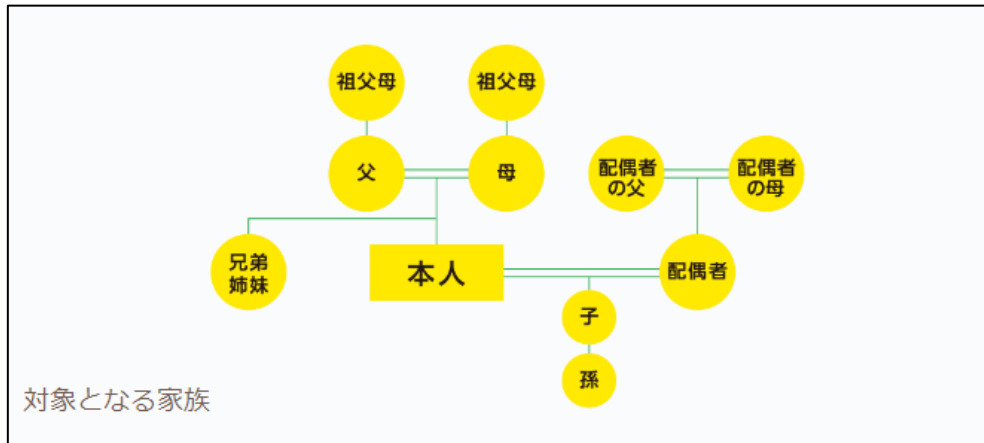 祖父母
祖父母
父
母
配偶者
の父
配偶者
の母
兄弟
姉妹
本人
配偶者
子
孫
対象となる家族